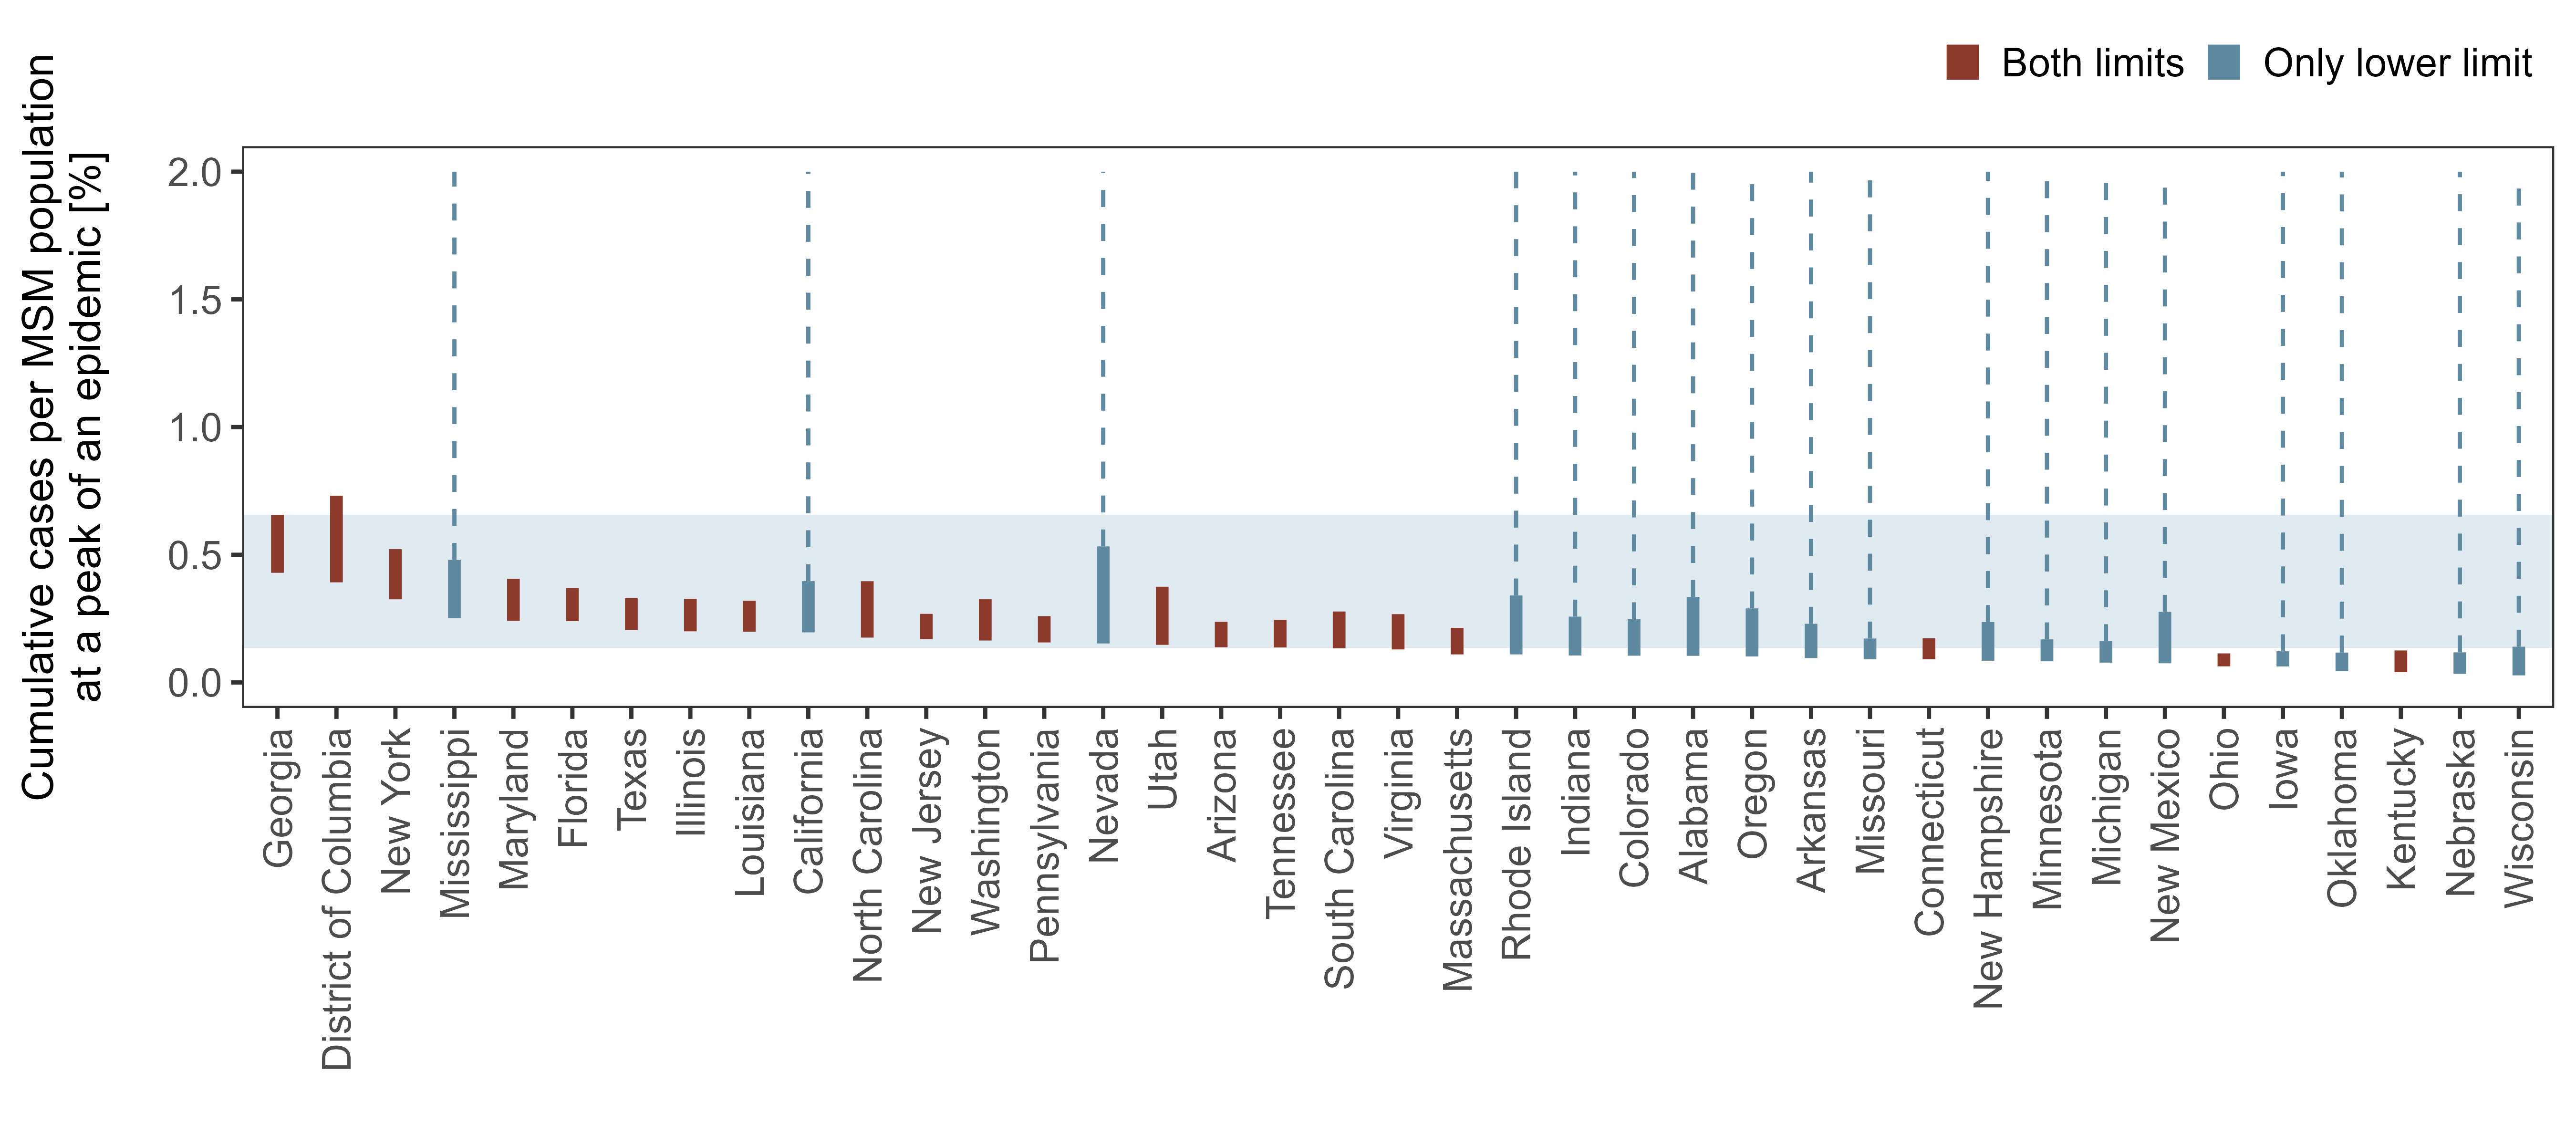 Both limits
Only lower limit
Cumulative cases per MSM population
at a peak of an epidemic [%]
2.0
1.5
1.0
0.5
0.0
Georgia
District of Columbia
New York
Mississippi
Maryland
Florida
Texas
Illinois
Louisiana
California
North Carolina
New Jersey
Washington
Pennsylvania
Nevada
Utah
Arizona
Tennessee
South Carolina
Virginia
Massachusetts
Rhode Island
Indiana
Colorado
Alabama
Oregon
Arkansas
Missouri
Connecticut
New Hampshire
Minnesota
Michigan
New Mexico
Ohio
Iowa
Oklahoma
Kentucky
Nebraska
Wisconsin